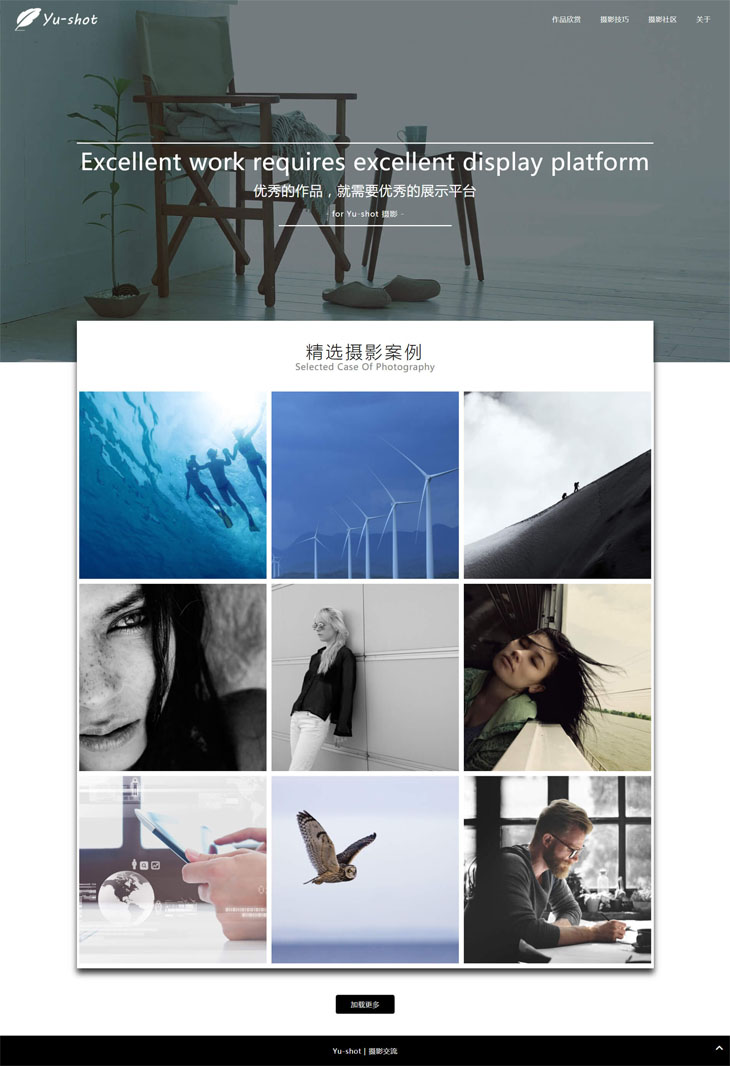 Yu-shot
作品欣赏 摄影技巧 摄影社区 关于
Excellent work requires excellent display platform
优秀的作品，就需要优秀的展示平台
- for Yu-shot 摄影 -
精选摄影案例
Selected Case Of Photography
加载更多
Yu-shot | 摄影交流